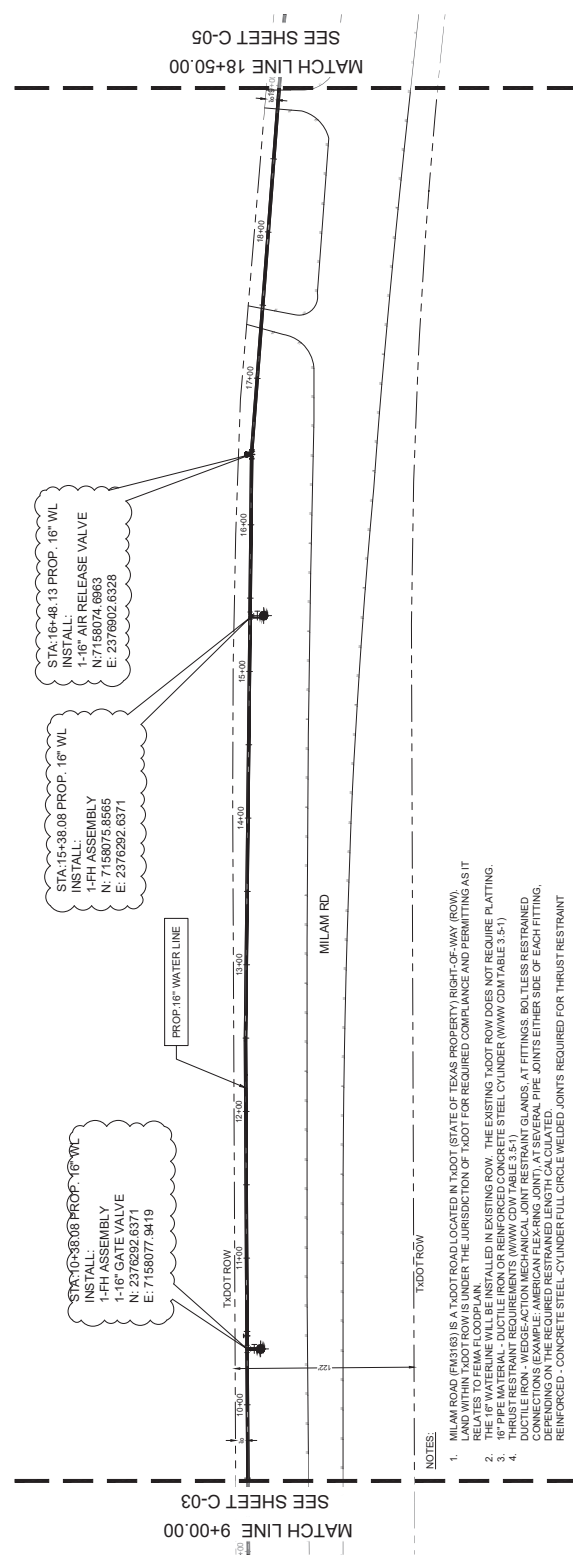 MATCH LINE 18+50.00
SEE SHEET C-05
18+00
17+00
STA:16+48.13 PROP. 16" WL
INSTALL:
1-16" AIR RELEASE VALVE
N:7158074.6963
E: 2376902.6328
16+00
STA:15+38.08 PROP. 16" WL
INSTALL:
1-FH ASSEMBLY
N: 7158075.8565
E: 2376292.6371
15+00
14+00
MILAM RD
13+00
PROP.16" WATER LINE
12+00
STA:10+38.08 PROP. 16" WL
INSTALL:
1-FH ASSEMBLY
1-16" GATE VALVE
N: 2376292.6371
E: 7158077.9419
TxDOT ROW
11+00
TxDOT ROW
122'
10+00
MATCH LINE 9+00.00
SEE SHEET C-03
NOTES:
1. MILAM ROAD (FM3163) IS A TxDOT ROAD LOCATED IN TxDOT (STATE OF TEXAS PROPERTY) RIGHT-OF-WAY (ROW).
LAND WITHIN TxDOT ROW IS UNDER THE JURISDICTION OF TxDOT FOR REQUIRED COMPLIANCE AND PERMITTING AS IT
RELATES TO FEMA FLOODPLAIN.
2. THE 16" WATERLINE WILL BE INSTALLED IN EXISTING ROW. THE EXISTING TxDOT ROW DOES NOT REQUIRE PLATTING.
3. 16" PIPE MATERIAL - DUCTILE IRON OR REINFORCED CONCRETE STEEL CYLINDER (W/WW CDM TABLE 3.5-1)
4. THRUST RESTRAINT REQUIREMENTS (W/WW CDW TABLE 3.5-1)
DUCTILE IRON - WEDGE-ACTION MECHANICAL JOINT RESTRAINT GLANDS, AT FITTINGS. BOLTLESS RESTRAINED
CONNECTIONS (EXAMPLE: AMERICAN FLEX-RING JOINT), AT SEVERAL PIPE JOINTS EITHER SIDE OF EACH FITTING,
DEPENDING ON THE REQUIRED RESTRAINED LENGTH CALCULATED.
REINFORCED - CONCRETE STEEL -CYLINDER FULL CIRCLE WELDED JOINTS REQUIRED FOR THRUST RESTRAINT